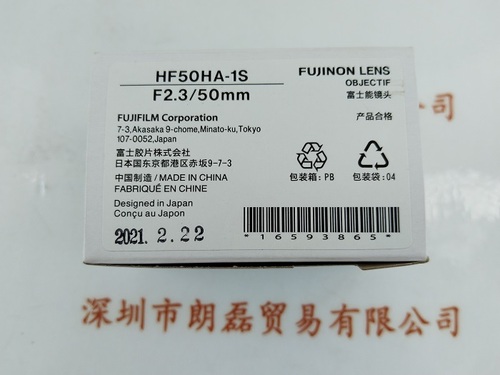 HF50HA-1S
F2.3/50mm
FUJINON LENS
OBJECTIF
富士能镜头
产品合格
FUJIFILM Corporation
7-3,Akasaka 9-chome,Minato-ku,Tokyo
107-0052,Japan
富士胶片株式会社
日本国东京都港区赤坂9-7-3
中国制造 / MADE IN CHINA
FABRIQUÉ EN CHINE
包装箱: PB
包装袋: 04
Designed in Japan
Conçu au Japon
2021. 2. 22
*16593865*
公司
深圳市朗磊贸易有限公司